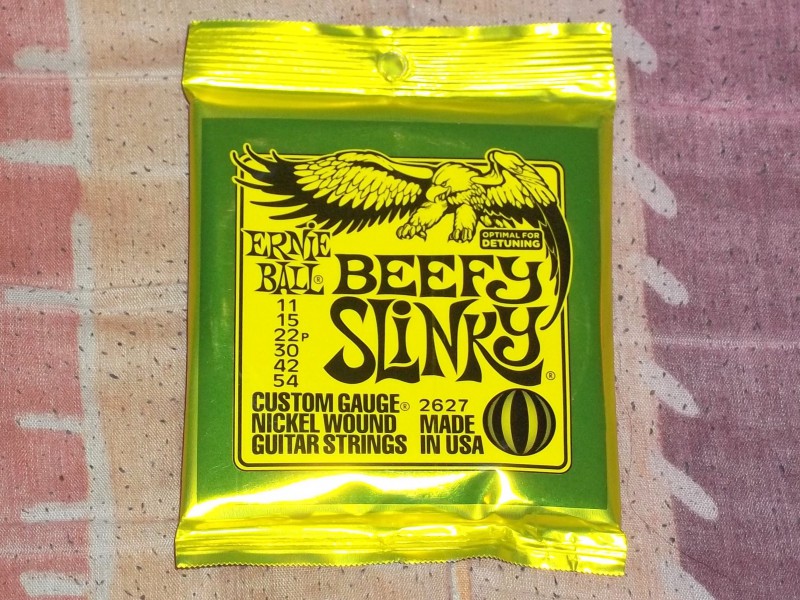 OPTIMAL FOR
DETUNING
ERNIE
BALL®
BEEFY
SLINKY®
11
15
22P
30
42
54
CUSTOM GAUGE®
NICKEL WOUND
GUITAR STRINGS
2627
MADE
IN USA